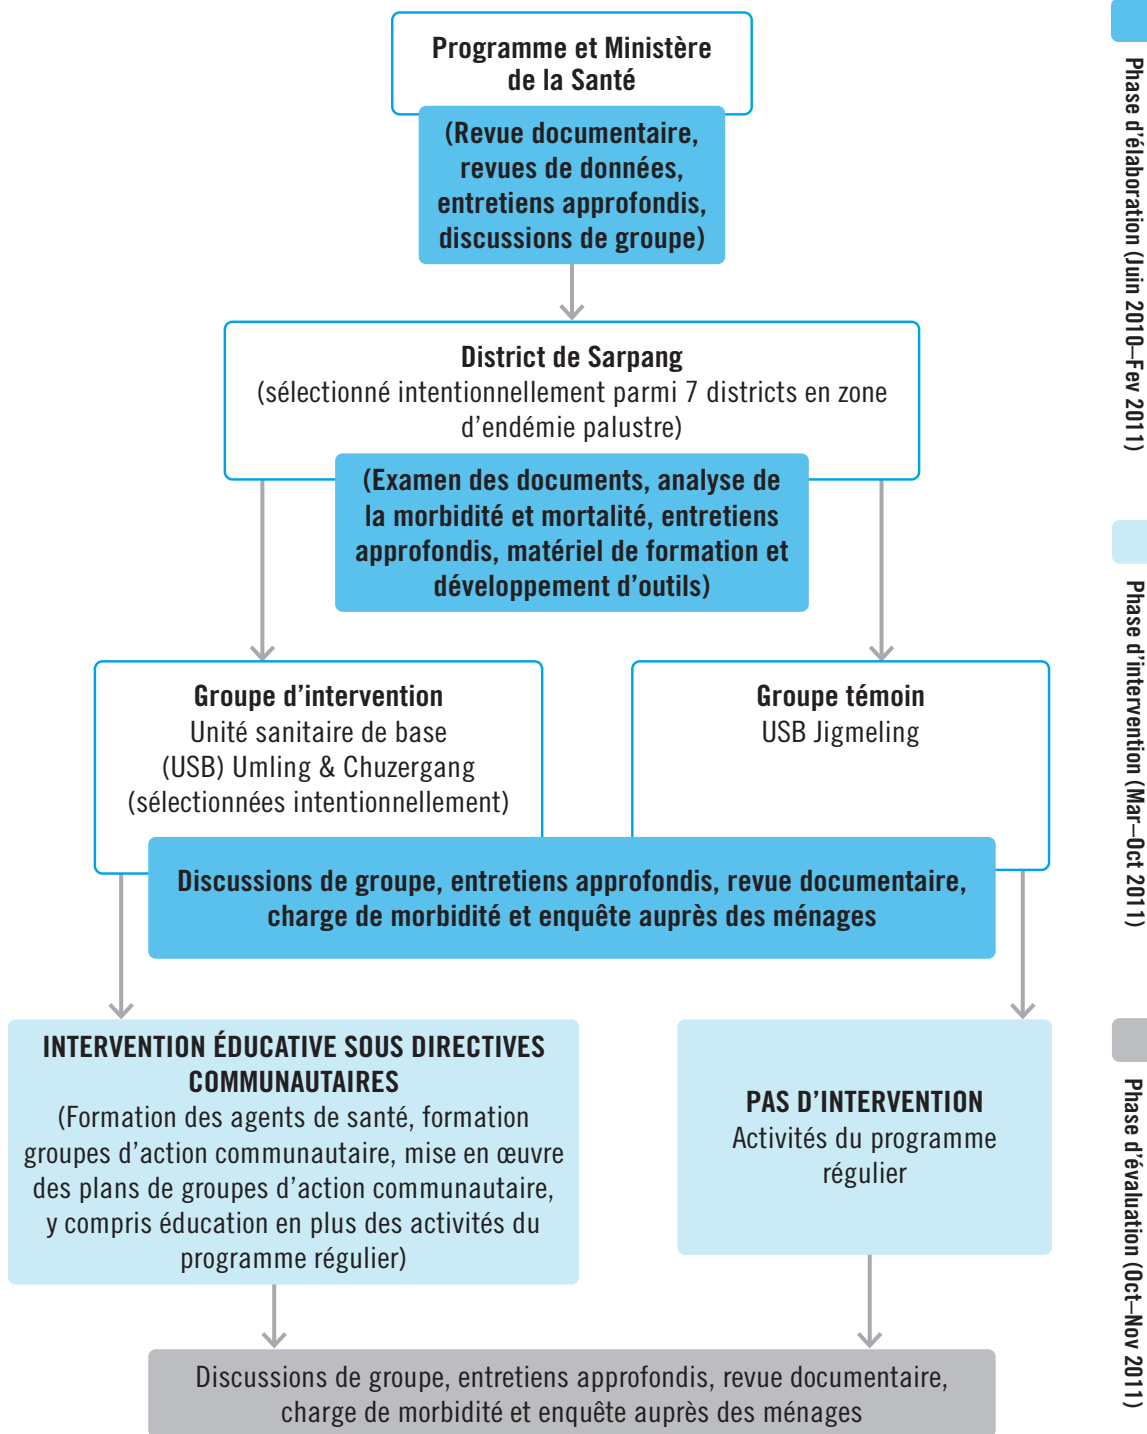 Programme et Ministère
de la Santé
(Revue documentaire,
revues de données,
entretiens approfondis,
discussions de groupe)
District de Sarpang
(sélectionné intentionnellement parmi 7 districts en zone
d'endémie palustre)
(Examen des documents, analyse de
la morbidité et mortalité, entretiens
approfondis, matériel de formation et
développement d'outils)
Groupe d'intervention
Unité sanitaire de base
(USB) Umling & Chuzergang
(sélectionnées intentionnellement)
Groupe témoin
USB Jigmeling
Discussions de groupe, entretiens approfondis, revue documentaire,
charge de morbidité et enquête auprès des ménages
INTERVENTION ÉDUCATIVE SOUS DIRECTIVES
COMMUNAUTAIRES
(Formation des agents de santé, formation
groupes d'action communautaire, mise en œuvre
des plans de groupes d'action communautaire,
y compris éducation en plus des activités du
programme régulier)
PAS D'INTERVENTION
Activités du programme
régulier
Discussions de groupe, entretiens approfondis, revue documentaire,
charge de morbidité et enquête auprès des ménages
Phase d'élaboration (Juin 2010–Fev 2011)
Phase d'intervention (Mar–Oct 2011)
Phase d'évaluation (Oct–Nov 2011)